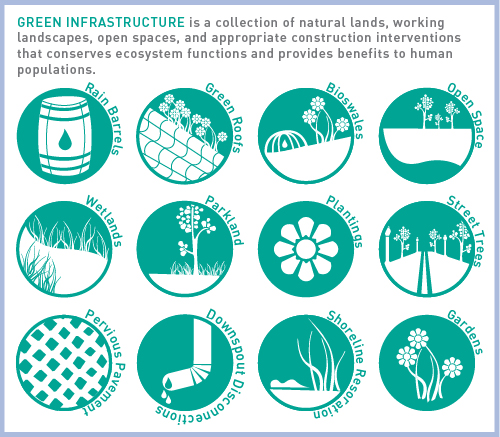 GREEN INFRASTRUCTURE is a collection of natural lands, working
landscapes, open spaces, and appropriate construction interventions
that conserves ecosystem functions and provides benefits to human
populations.
Rain Barrels
Green Roofs
Bioswales
Open Space
Wetlands
Parkland
Plantings
Street Trees
Pervious Pavement
Downspout Disconnections
Shoreline Resoration
Gardens